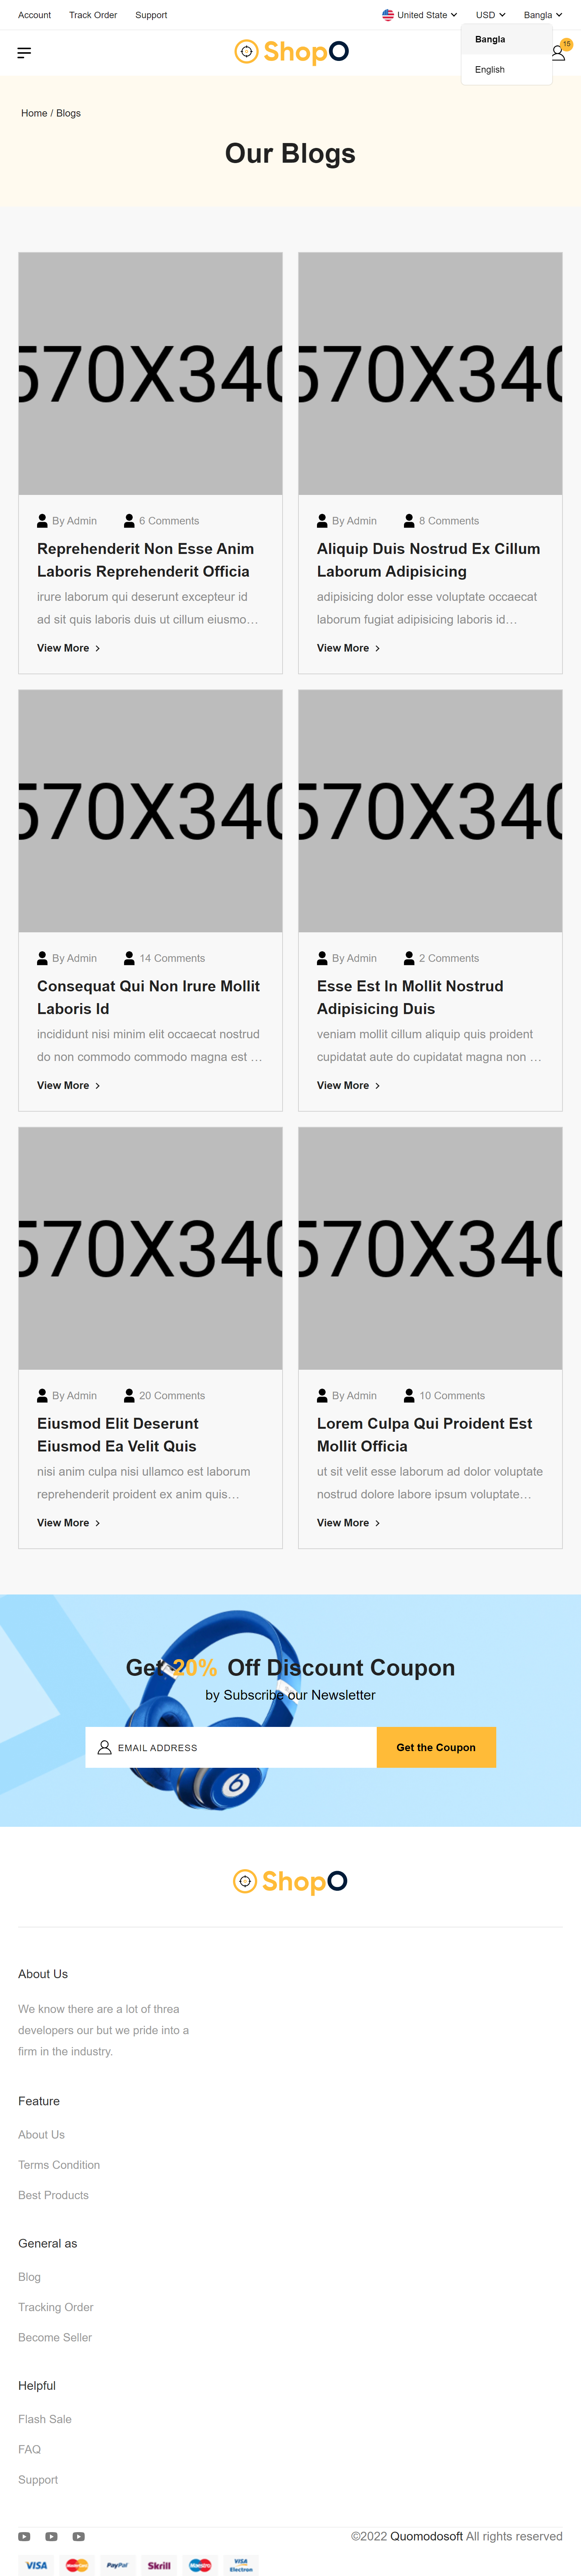 Account Track Order Support United State USD Bangla
Bangla
English
ShopO
15
Home / Blogs
Our Blogs
570X340 570X340
By Admin 6 Comments
Reprehenderit Non Esse Anim
Laboris Reprehenderit Officia
irure laborum qui deserunt excepteur id
ad sit quis laboris duis ut cillum eiusmo…
View More
By Admin 8 Comments
Aliquip Duis Nostrud Ex Cillum
Laborum Adipisicing
adipisicing dolor esse voluptate occaecat
laborum fugiat adipisicing laboris id…
View More
570X340 570X340
By Admin 14 Comments
Consequat Qui Non Irure Mollit
Laboris Id
incididunt nisi minim elit occaecat nostrud
do non commodo commodo magna est …
View More
By Admin 2 Comments
Esse Est In Mollit Nostrud
Adipisicing Duis
veniam mollit cillum aliquip quis proident
cupidatat aute do cupidatat magna non …
View More
570X340 570X340
By Admin 20 Comments
Eiusmod Elit Deserunt
Eiusmod Ea Velit Quis
nisi anim culpa nisi ullamco est laborum
reprehenderit proident ex anim quis…
View More
By Admin 10 Comments
Lorem Culpa Qui Proident Est
Mollit Officia
ut sit velit esse laborum ad dolor voluptate
nostrud dolore labore ipsum voluptate…
View More
Get 20% Off Discount Coupon
by Subscribe our Newsletter
EMAIL ADDRESS Get the Coupon
ShopO
About Us
We know there are a lot of threa
developers our but we pride into a
firm in the industry.
Feature
About Us
Terms Condition
Best Products
General as
Blog
Tracking Order
Become Seller
Helpful
Flash Sale
FAQ
Support
©2022 Quomodosoft All rights reserved
VISA MasterCard PayPal Skrill Maestro VISA Electron